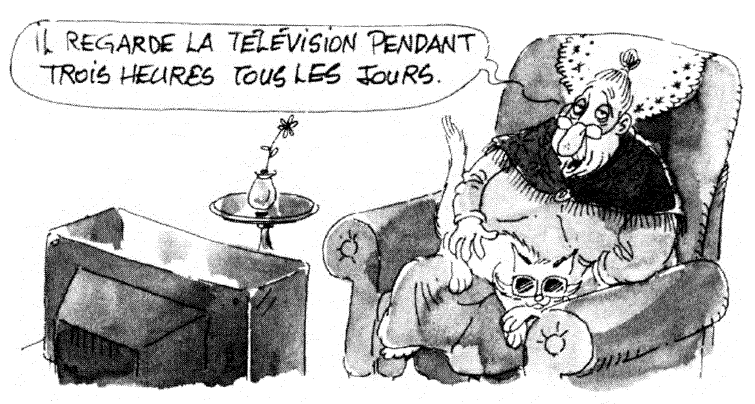 IL REGARDE LA TÉLÉVISION PENDANT
TROIS HEURES TOUS LES JOURS.